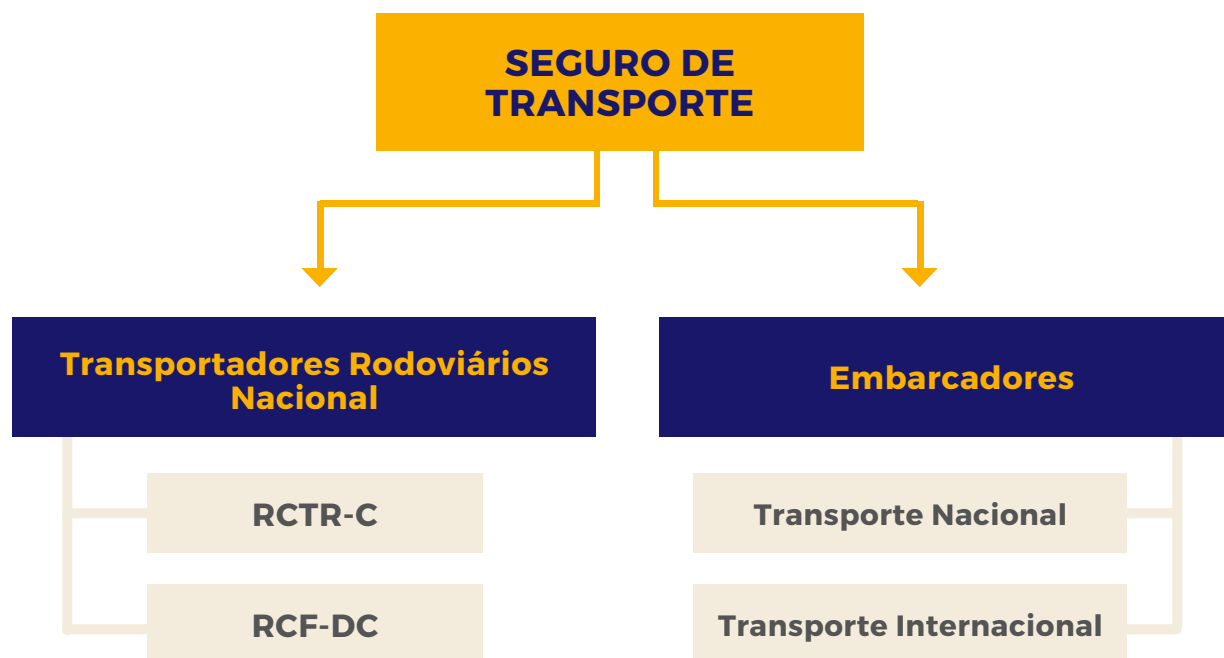 SEGURO DE
TRANSPORTE
Transportadores Rodoviários
Nacional
Embarcadores
RCTR-C
Transporte Nacional
RCF-DC
Transporte Internacional